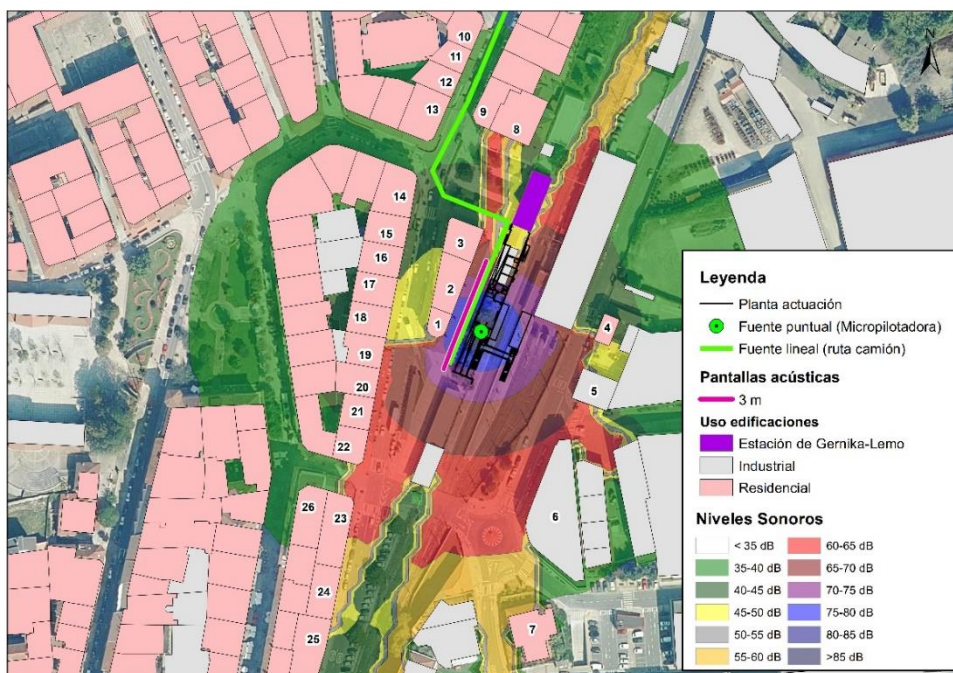 N
10
11
12
13
9
8
14
15
16
17
18
19
20
21
22
3
2
1
4
5
6
26
23
24
25
7
Leyenda
Planta actuación
Fuente puntual (Micropilotadora)
Fuente lineal (ruta camión)
Pantallas acústicas
3 m
Uso edificaciones
Estación de Gernika-Lemo
Industrial
Residencial
Niveles Sonoros
< 35 dB
35-40 dB
40-45 dB
45-50 dB
50-55 dB
55-60 dB
60-65 dB
65-70 dB
70-75 dB
75-80 dB
80-85 dB
>85 dB